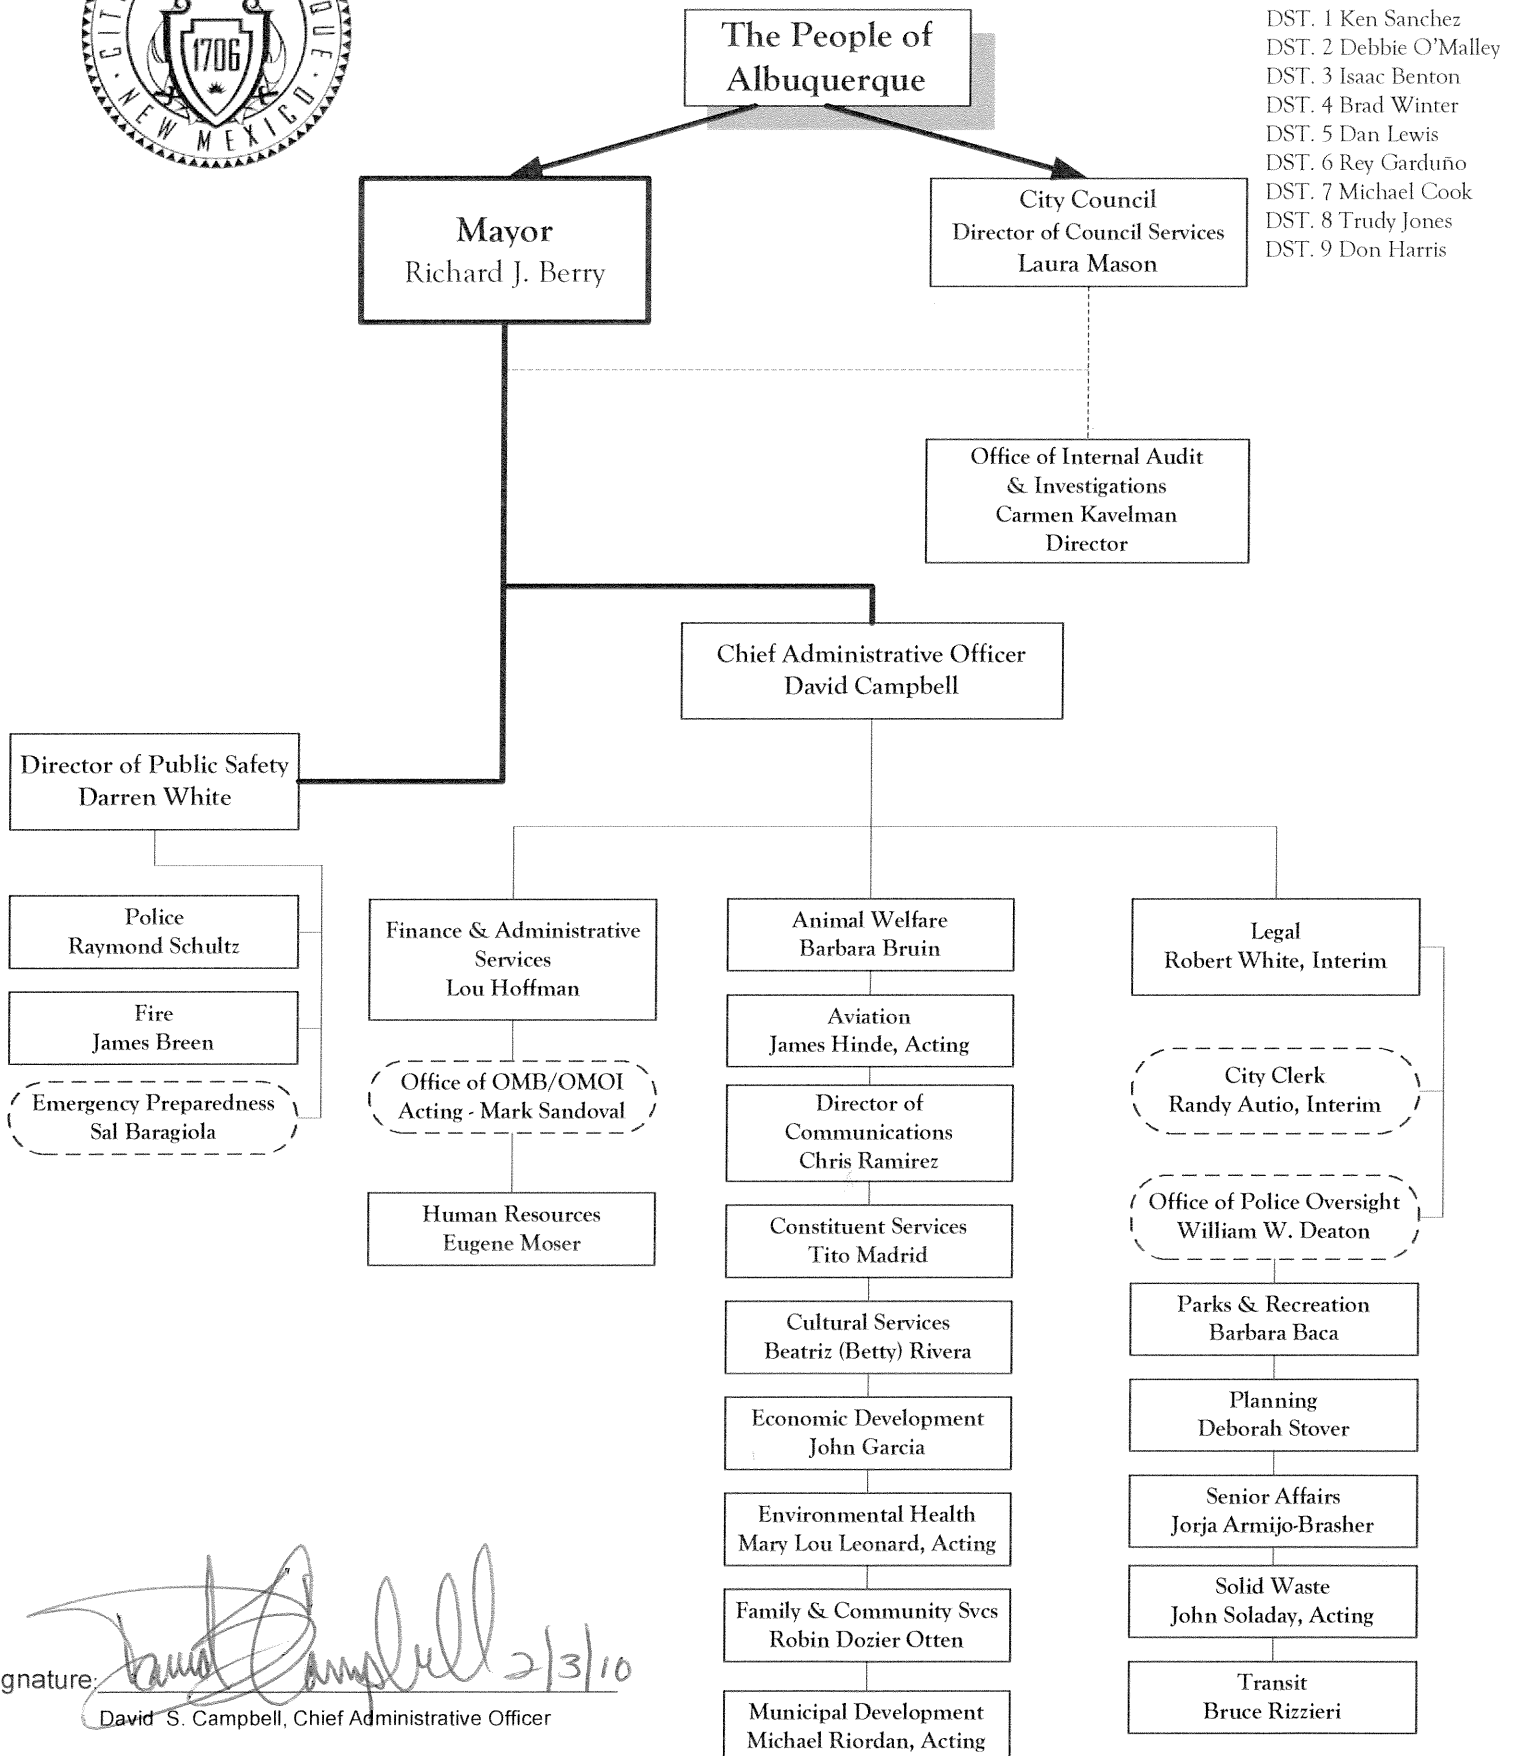 CIT
QUE
1706
NEW MEXICO
The People of
Albuquerque
DST. 1 Ken Sanchez
DST. 2 Debbie O'Malley
DST. 3 Isaac Benton
DST. 4 Brad Winter
DST. 5 Dan Lewis
DST. 6 Rey Garduño
DST. 7 Michael Cook
DST. 8 Trudy Jones
DST. 9 Don Harris
Mayor
Richard J. Berry
City Council
Director of Council Services
Laura Mason
Office of Internal Audit
& Investigations
Carmen Kavelman
Director
Chief Administrative Officer
David Campbell
Director of Public Safety
Darren White
Police
Raymond Schultz
Fire
James Breen
Emergency Preparedness
Sal Baragiola
Finance & Administrative
Services
Lou Hoffman
Office of OMB/OMOI
Acting - Mark Sandoval
Human Resources
Eugene Moser
Animal Welfare
Barbara Bruin
Aviation
James Hinde, Acting
Director of
Communications
Chris Ramirez
Constituent Services
Tito Madrid
Cultural Services
Beatriz (Betty) Rivera
Economic Development
John Garcia
Environmental Health
Mary Lou Leonard, Acting
Family & Community Svcs
Robin Dozier Otten
Municipal Development
Michael Riordan, Acting
Legal
Robert White, Interim
City Clerk
Randy Autio, Interim
Office of Police Oversight
William W. Deaton
Parks & Recreation
Barbara Baca
Planning
Deborah Stover
Senior Affairs
Jorja Armijo-Brasher
Solid Waste
John Soladay, Acting
Transit
Bruce Rizzieri
gnature: David Campbell 2/3/10
David S. Campbell, Chief Administrative Officer